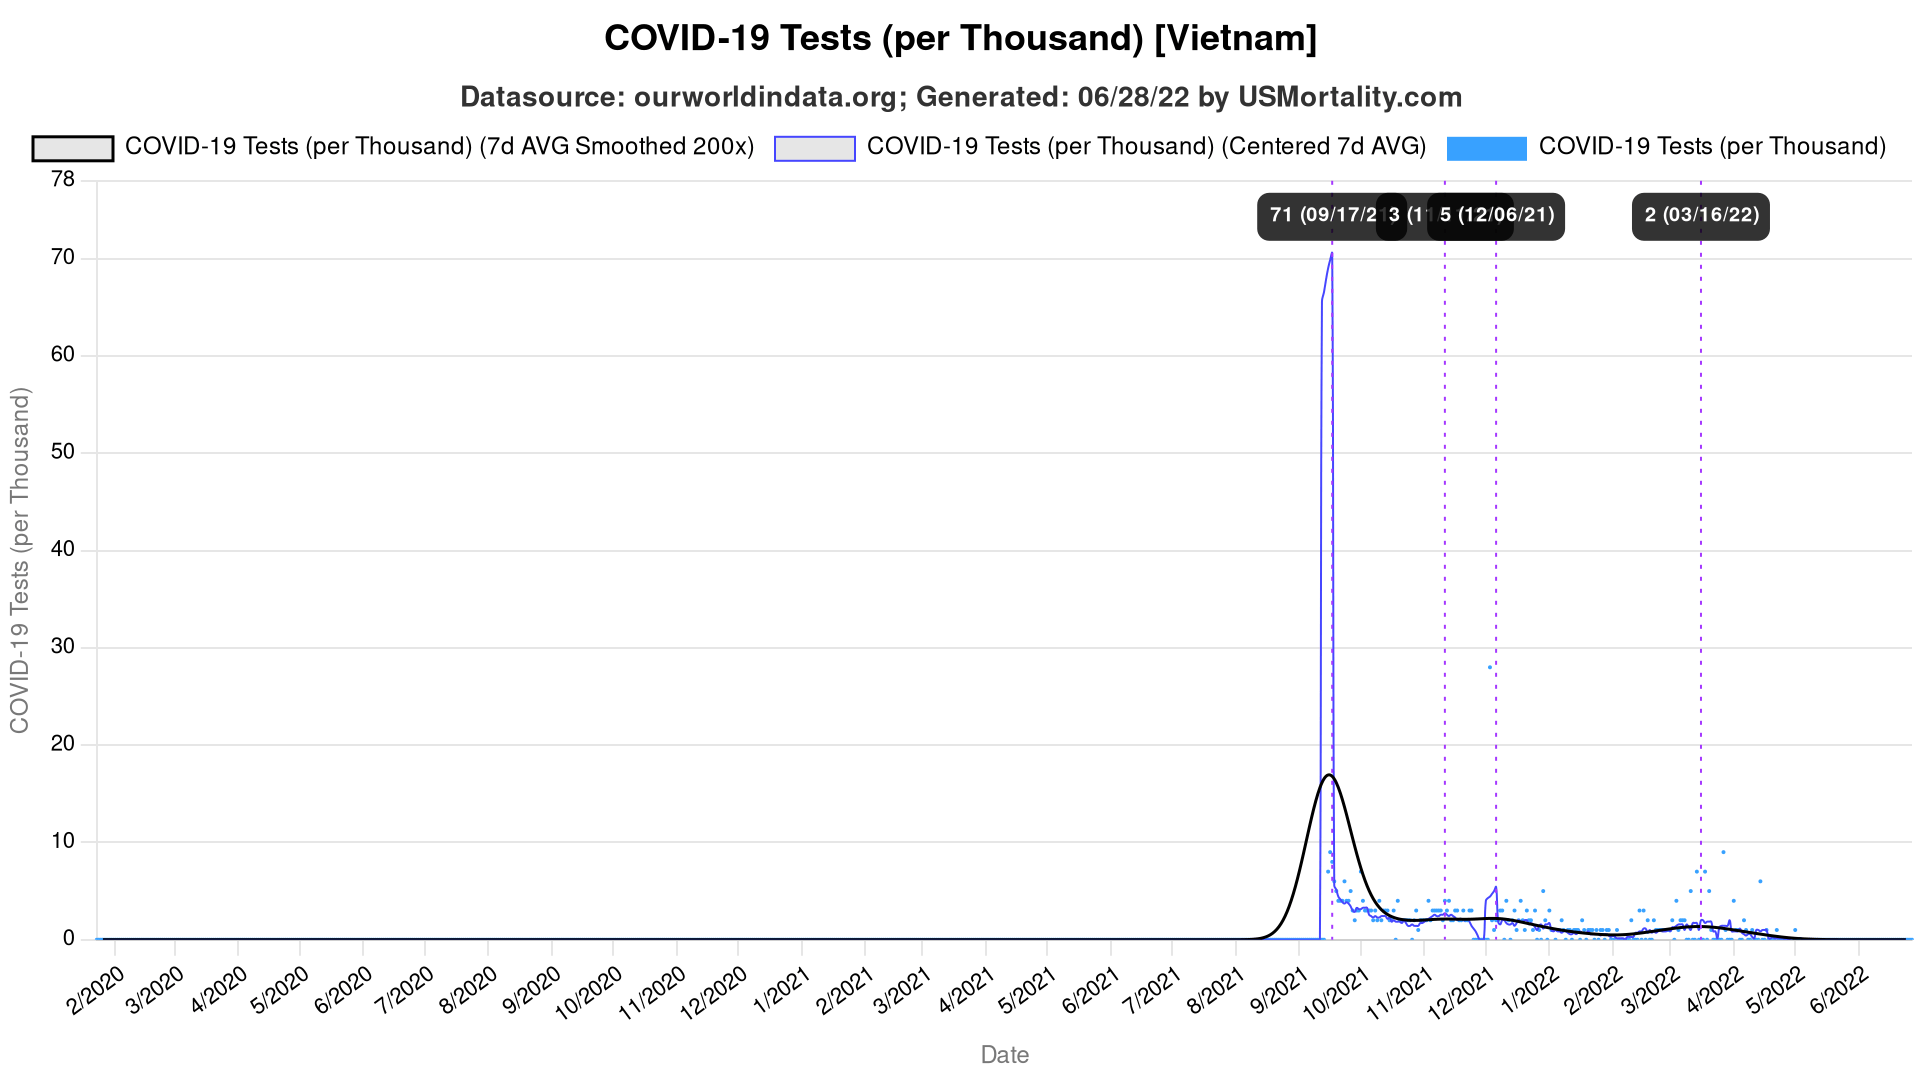 COVID-19 Tests (per Thousand) [Vietnam]
Datasource: ourworldindata.org; Generated: 06/28/22 by USMortality.com
COVID-19 Tests (per Thousand) (7d AVG Smoothed 200x) COVID-19 Tests (per Thousand) (Centered 7d AVG) COVID-19 Tests (per Thousand)
78
71 (09/17/21 3 (11 5 (12/06/21) 2 (03/16/22)
70
60
50
40
30
20
10
0
COVID-19 Tests (per Thousand)
2/2020 3/2020 4/2020 5/2020 6/2020 7/2020 8/2020 9/2020 10/2020 11/2020 12/2020 1/2021 2/2021 3/2021 4/2021 5/2021 6/2021 7/2021 8/2021 9/2021 10/2021 11/2021 12/2021 1/2022 2/2022 3/2022 4/2022 5/2022 6/2022
Date